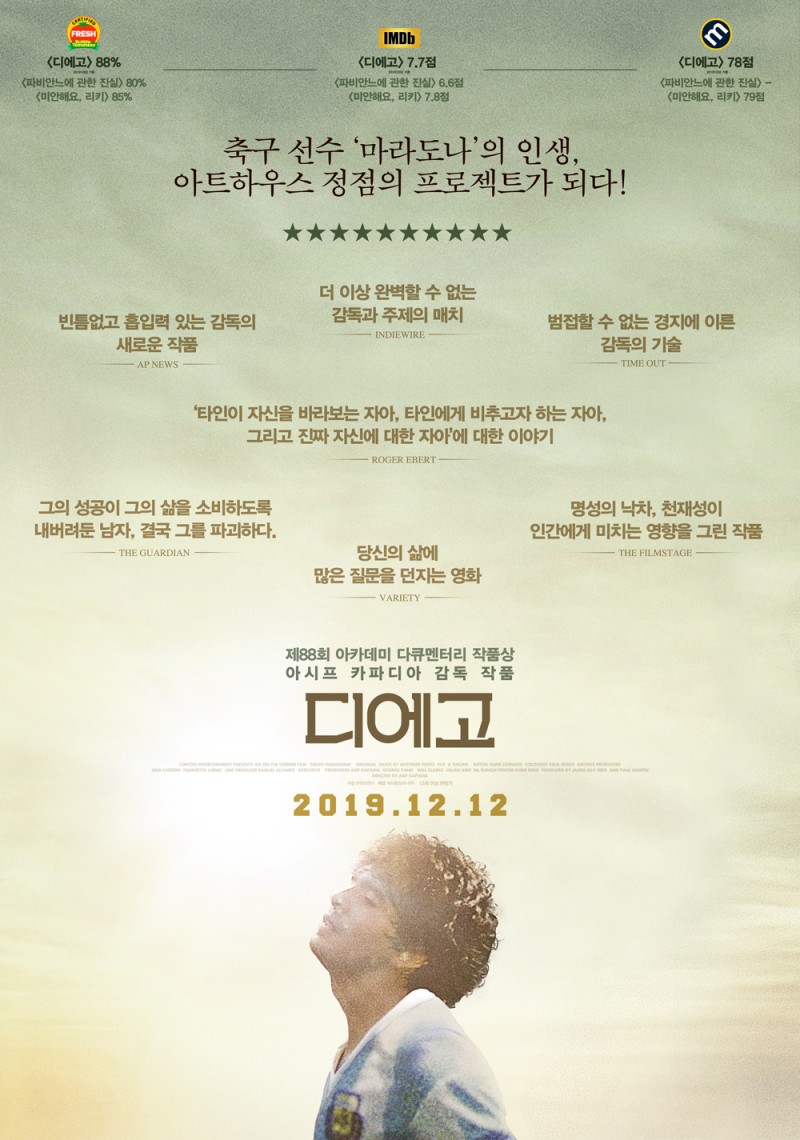 CERTIFIED
FRESH
〈디에고〉 88%
〈파비안느에 관한 진실〉 80%
〈미안해요, 리키〉 85%
IMDb
〈디에고〉 7.7점
〈파비안느에 관한 진실〉 6.6점
〈미안해요, 리키〉 7.8점
m
〈디에고〉 78점
〈파비안느에 관한 진실〉 –
〈미안해요, 리키〉 79점
축구 선수 ‘마라도나’의 인생,
아트하우스 정점의 프로젝트가 되다!
★★★★★★★★★★
더 이상 완벽할 수 없는
감독과 주제의 매치
INDIEWIRE
빈틈없고 흡입력 있는 감독의
새로운 작품
AP NEWS
범접할 수 없는 경지에 이른
감독의 기술
TIME OUT
‘타인이 자신을 바라보는 자아, 타인에게 비추고자 하는 자아,
그리고 진짜 자신에 대한 자아’에 대한 이야기
ROGER EBERT
그의 성공이 그의 삶을 소비하도록
내버려둔 남자, 결국 그를 파괴하다.
THE GUARDIAN
명성의 낙차, 천재성이
인간에게 미치는 영향을 그린 작품
THE FILMSTAGE
당신의 삶에
많은 질문을 던지는 영화
VARIETY
제88회 아카데미 다큐멘터리 작품상
아시프 카파디아 감독 작품
디에고
DIRECTED BY ASIF KAPADIA
2019.12.12